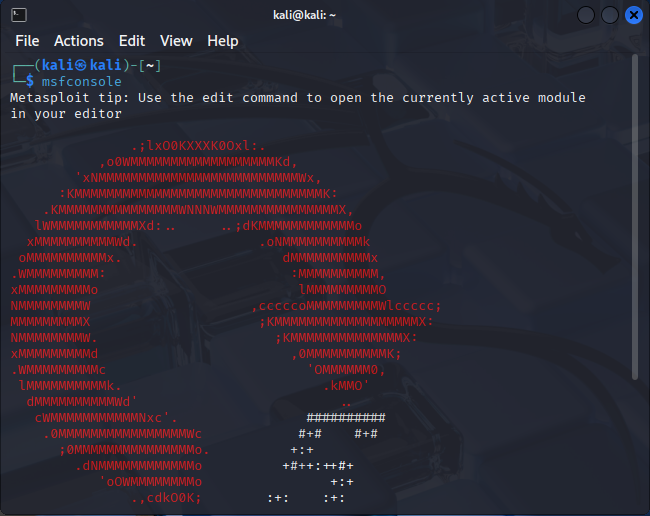 kali@kali: ~
File Actions Edit View Help
┌──(kali㉿kali)-[~]
└─$ msfconsole
Metasploit tip: Use the edit command to open the currently active module
in your editor
.;lxO0KXXXK0Oxl:.
,o0WMMMMMMMMMMMMMMMMMMKd,
'xNMMMMMMMMMMMMMMMMMMMMMMMMMWx,
:KMMMMMMMMMMMMMMMMMMMMMMMMMMMMMMMK:
.KMMMMMMMMMMMMMMMWNNNWMMMMMMMMMMMMMMMX,
lWMMMMMMMMMMMXd:..     ..;dKMMMMMMMMMMMMo
xMMMMMMMMMMWd.               .oNMMMMMMMMMMk
oMMMMMMMMMMx.                    dMMMMMMMMMMx
.WMMMMMMMMM:                       :MMMMMMMMMM,
xMMMMMMMMMo                         lMMMMMMMMMO
NMMMMMMMMW                    ,cccccoMMMMMMMMMWlccccc;
MMMMMMMMMX                     ;KMMMMMMMMMMMMMMMMMMX:
NMMMMMMMMW.                      ;KMMMMMMMMMMMMMMX:
xMMMMMMMMMd                        ,0MMMMMMMMMMK;
.WMMMMMMMMMc                         'OMMMMMM0,
lMMMMMMMMMMk.                         .kMMO'
dMMMMMMMMMMWd'                         ..
cWMMMMMMMMMMMNxc'.                ##########
.0MMMMMMMMMMMMMMMMWc            #+#    #+#
;0MMMMMMMMMMMMMMMo.          +:+
.dNMMMMMMMMMMMMo          +#++:++#+
'oOWMMMMMMMMo                +:+
.,cdkO0K;        :+:    :+: